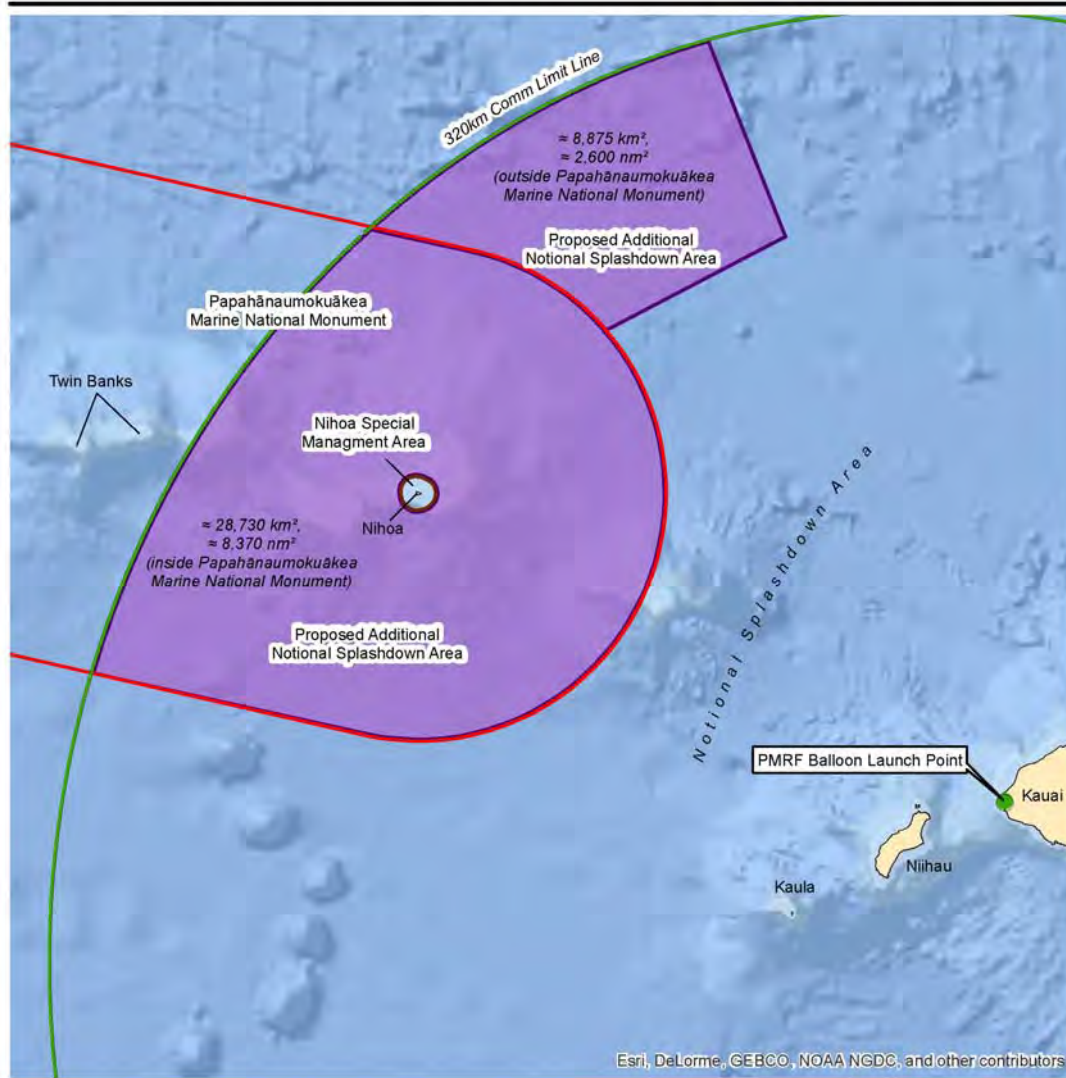 320km Comm Limit Line
≈ 8,875 km²,
≈ 2,600 nm²
(outside Papahānaumokuākea
Marine National Monument)
Proposed Additional
Notional Splashdown Area
Papahānaumokuākea
Marine National Monument
Twin Banks
Nihoa Special
Managment Area
Nihoa
≈ 28,730 km²,
≈ 8,370 nm²
(inside Papahānaumokuākea
Marine National Monument)
Proposed Additional
Notional Splashdown Area
Notional Splashdown Area
PMRF Balloon Launch Point
Kauai
Niihau
Kaula
Esri, DeLorme, GEBCO, NOAA NGDC, and other contributors